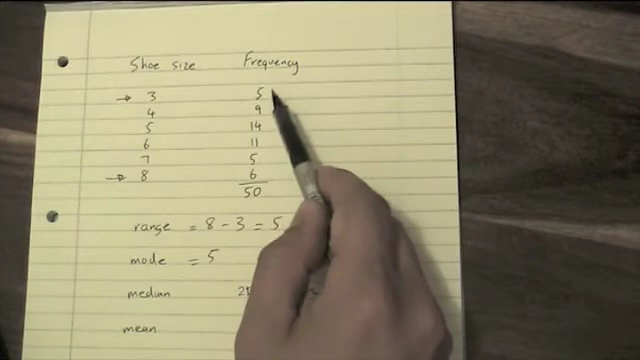 Shoe size Frequency
→ 3 5
4 9
5 14
6 11
7 5
→ 8 6
50
range = 8 - 3 = 5
mode = 5
median
mean